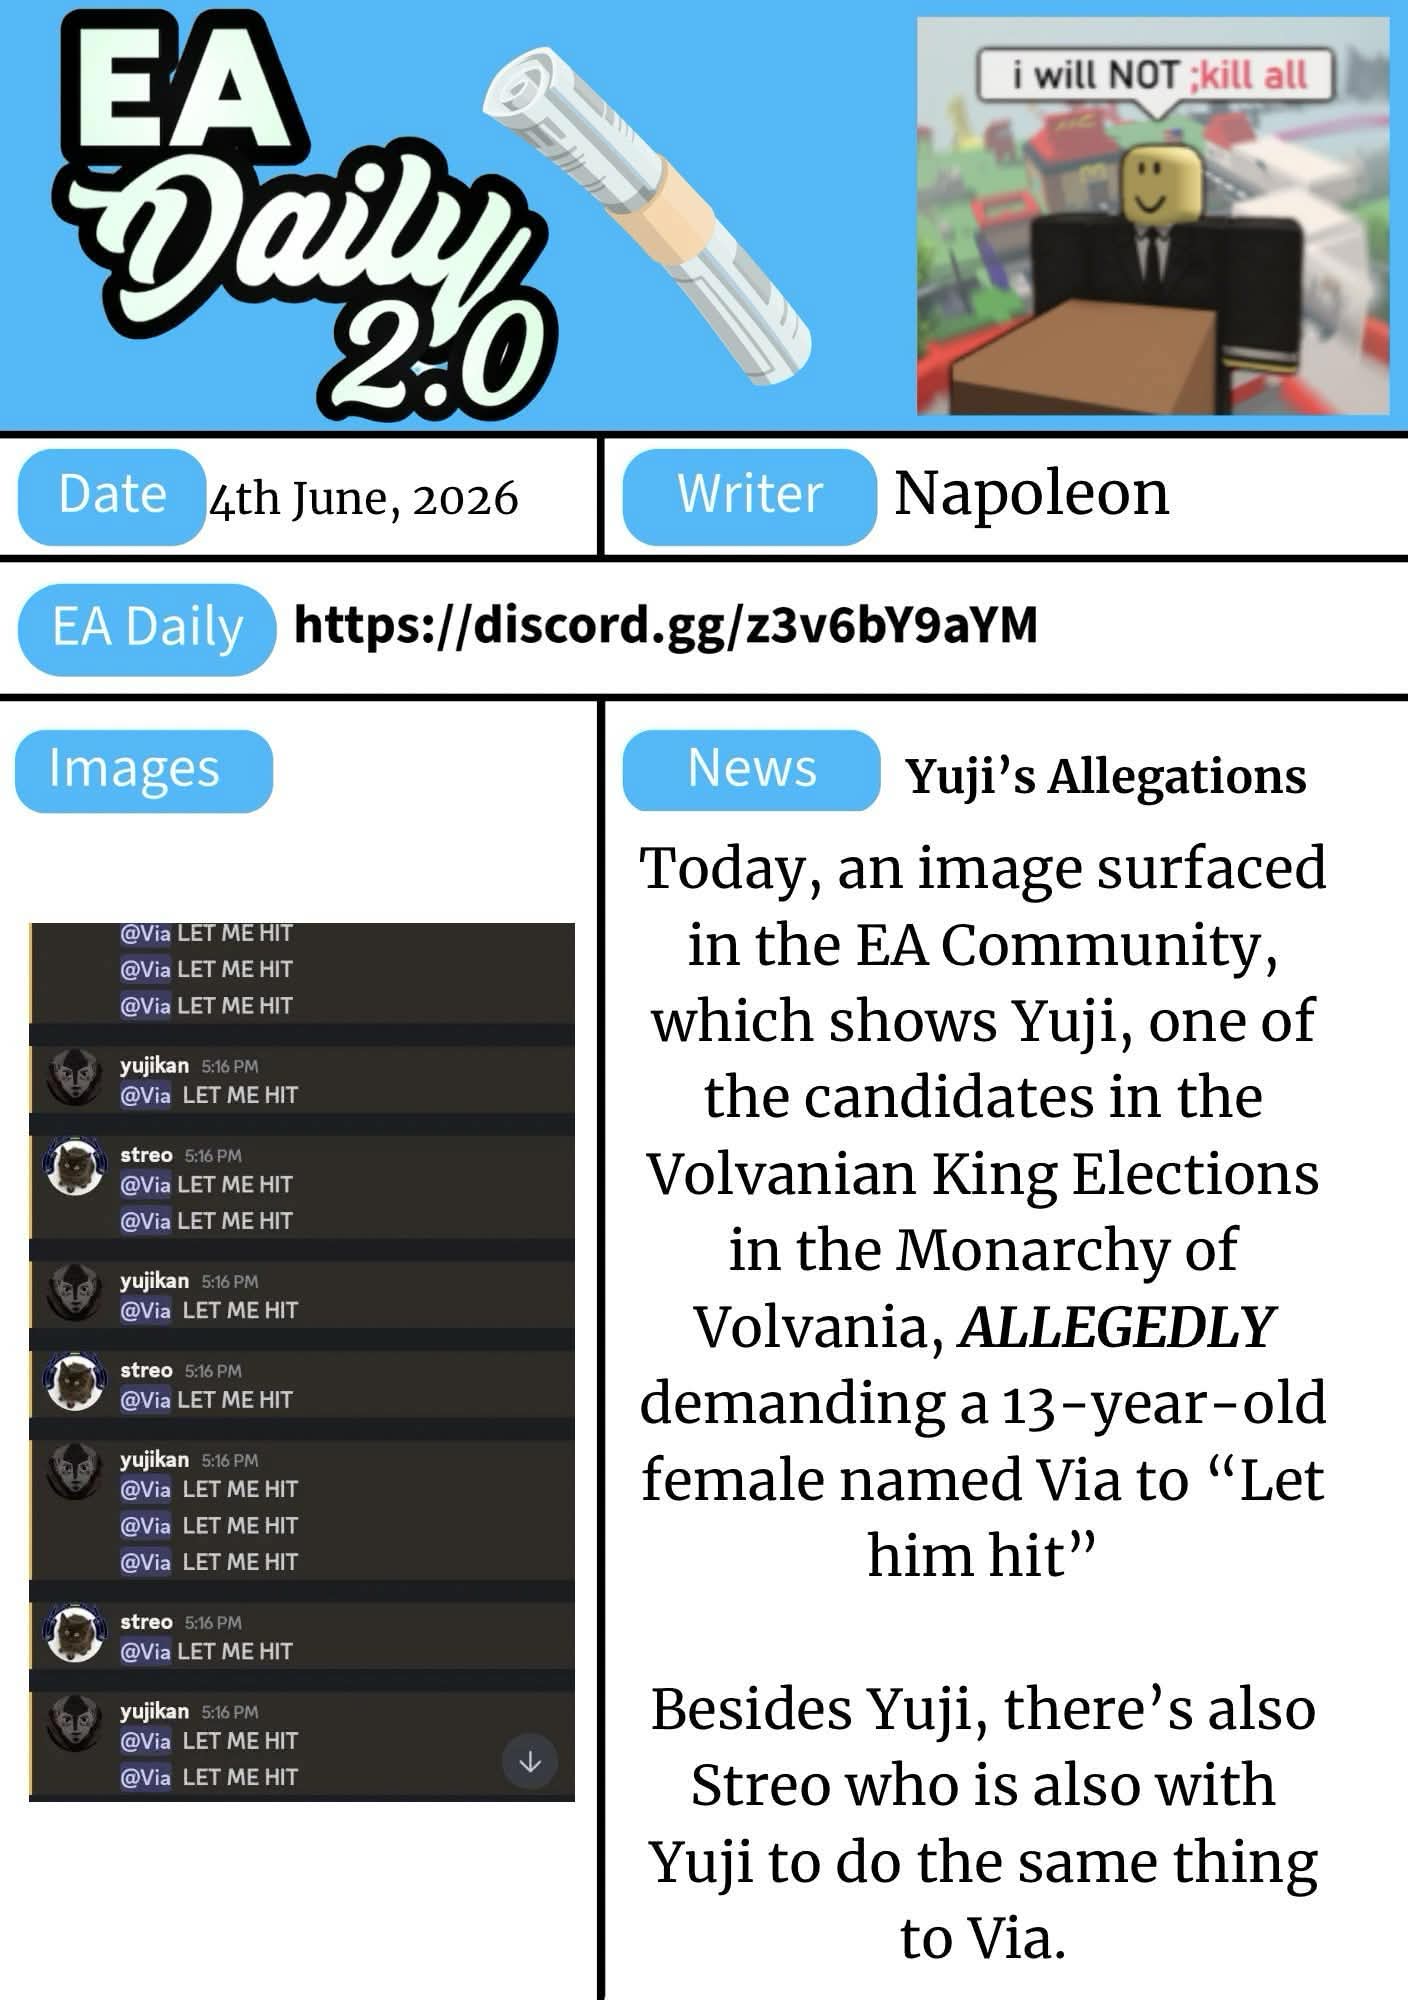 EA
Daily
2.0
i will NOT ;kill all
Date 4th June, 2026
Writer Napoleon
EA Daily https://discord.gg/z3v6bY9aYM
Images
@Via LET ME HIT
@Via LET ME HIT
@Via LET ME HIT
yujikan 5:16 PM
@Via LET ME HIT
streo 5:16 PM
@Via LET ME HIT
@Via LET ME HIT
yujikan 5:16 PM
@Via LET ME HIT
streo 5:16 PM
@Via LET ME HIT
yujikan 5:16 PM
@Via LET ME HIT
@Via LET ME HIT
@Via LET ME HIT
streo 5:16 PM
@Via LET ME HIT
yujikan 5:16 PM
@Via LET ME HIT
@Via LET ME HIT
News Yuji’s Allegations
Today, an image surfaced
in the EA Community,
which shows Yuji, one of
the candidates in the
Volvanian King Elections
in the Monarchy of
Volvania, ALLEGEDLY
demanding a 13-year-old
female named Via to “Let
him hit”
Besides Yuji, there’s also
Streo who is also with
Yuji to do the same thing
to Via.